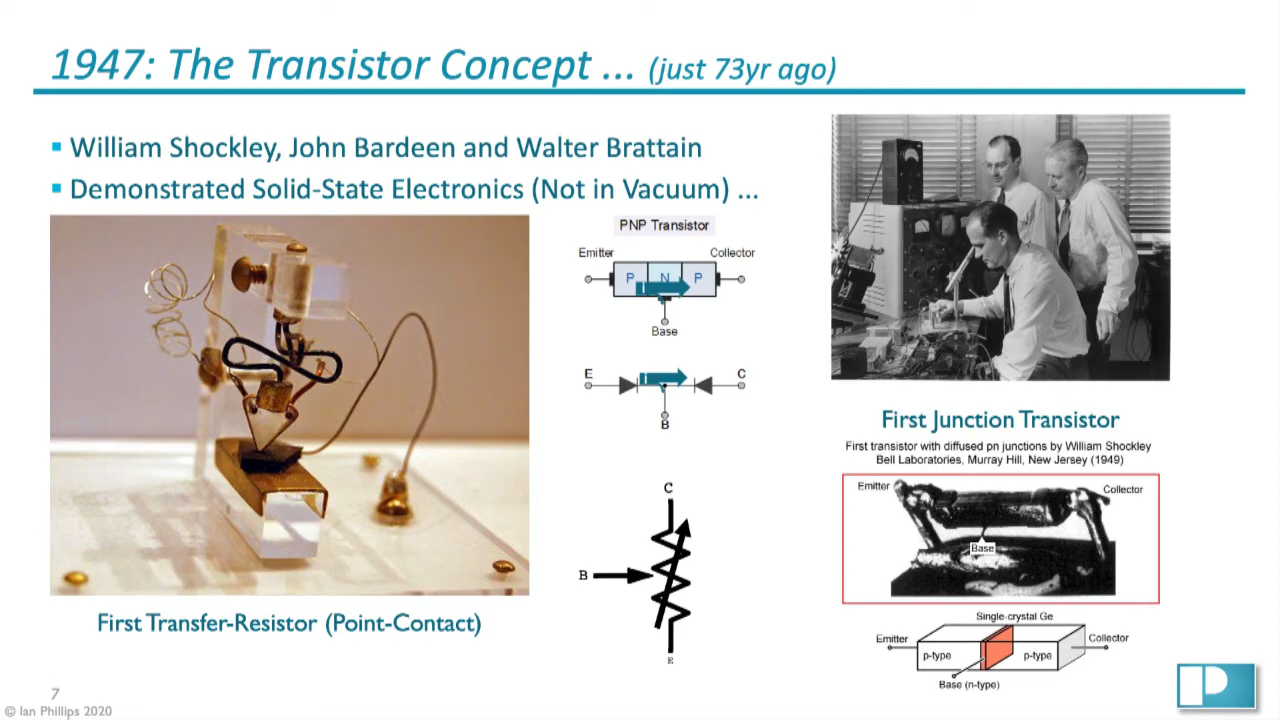 1947: The Transistor Concept ... (just 73yr ago)
William Shockley, John Bardeen and Walter Brattain
Demonstrated Solid-State Electronics (Not in Vacuum) ...
PNP Transistor
Emitter
Collector
P
N
P
Base
E
C
B
C
B
E
First Transfer-Resistor (Point-Contact)
First Junction Transistor
First transistor with diffused pn junctions by William Shockley
Bell Laboratories, Murray Hill, New Jersey (1949)
Emitter
Collector
Base
Single-crystal Ge
Emitter
Collector
p-type
p-type
Base (n-type)
7
© Ian Phillips 2020
P